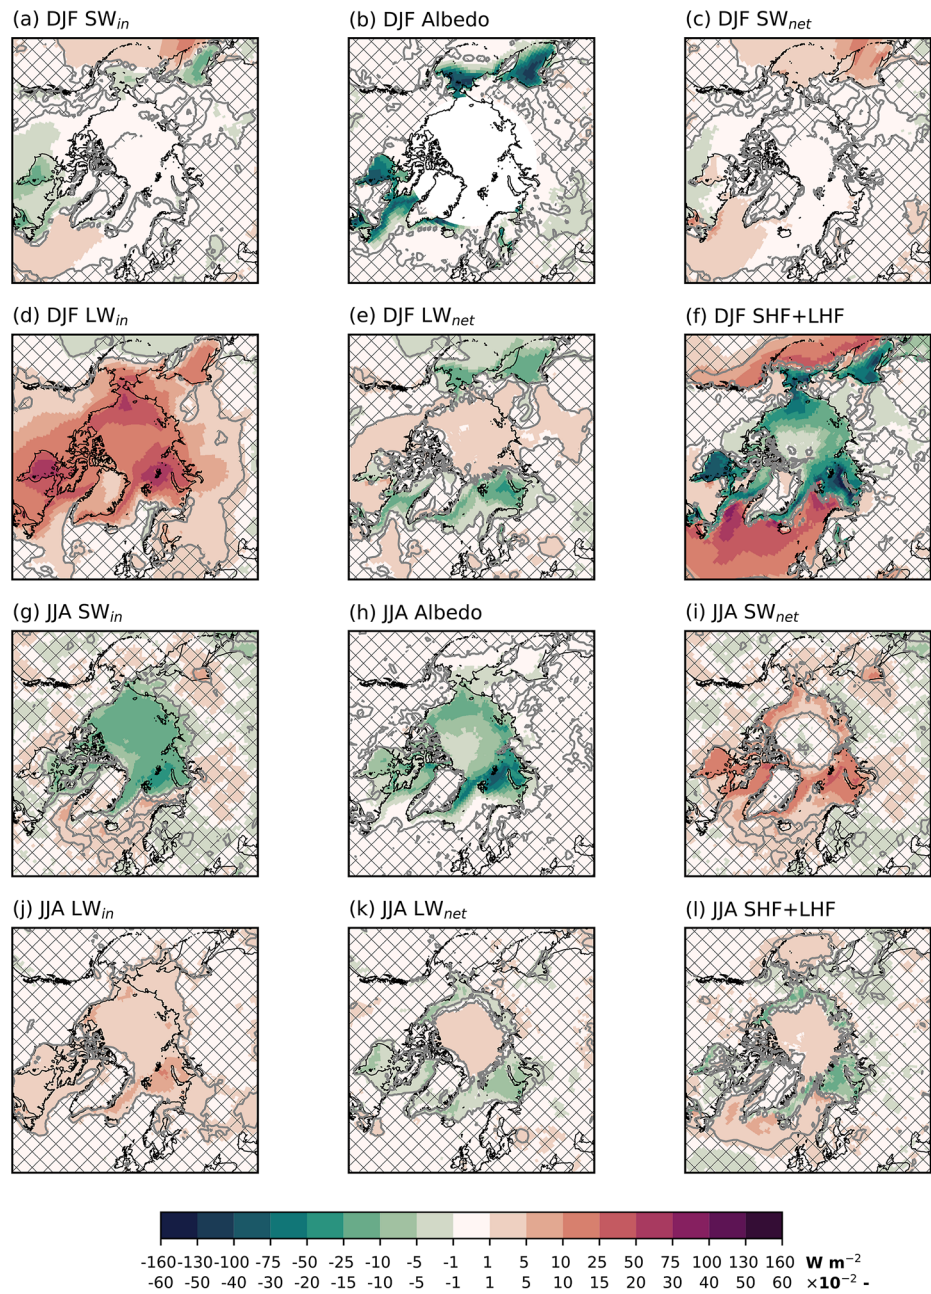 (a) DJF SWin (b) DJF Albedo (c) DJF SWnet
(d) DJF LWin (e) DJF LWnet (f) DJF SHF+LHF
(g) JJA SWin (h) JJA Albedo (i) JJA SWnet
(j) JJA LWin (k) JJA LWnet (l) JJA SHF+LHF
-160 -130 -100 -75 -50 -25 -10 -5 -1 1 5 10 25 50 75 100 130 160 W m−2
-60 -50 -40 -30 -20 -15 -10 -5 -1 1 5 10 15 20 30 40 50 60 ×10−2 -